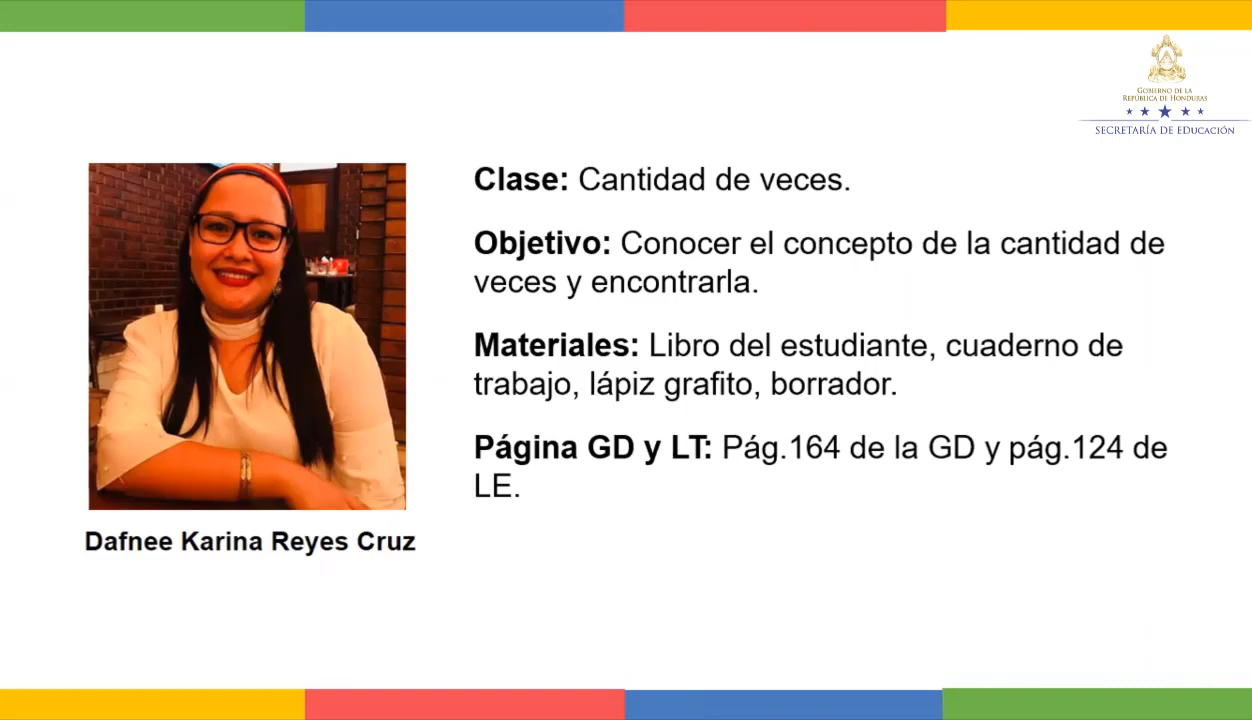 GOBIERNO DE LA
REPÚBLICA DE HONDURAS
SECRETARÍA DE EDUCACIÓN
Clase: Cantidad de veces.
Objetivo: Conocer el concepto de la cantidad de
veces y encontrarla.
Materiales: Libro del estudiante, cuaderno de
trabajo, lápiz grafito, borrador.
Página GD y LT: Pág.164 de la GD y pág.124 de
LE.
Dafnee Karina Reyes Cruz